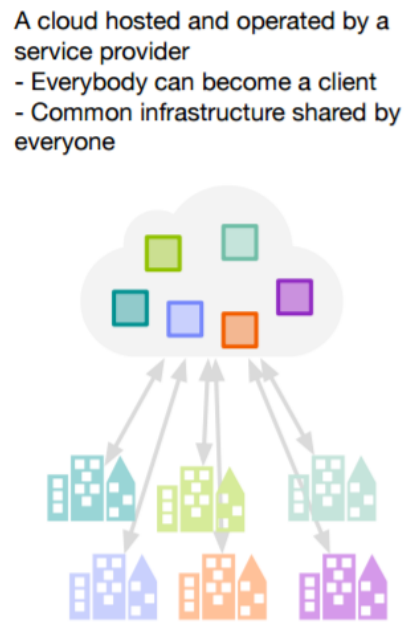 A cloud hosted and operated by a
service provider
- Everybody can become a client
- Common infrastructure shared by
everyone